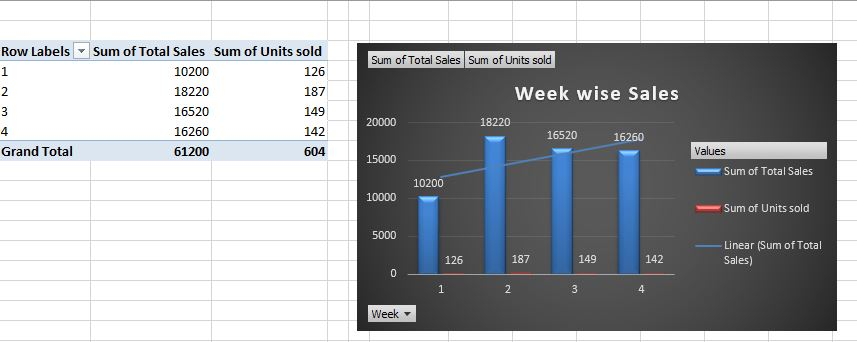 Row Labels Sum of Total Sales Sum of Units sold
1 10200 126
2 18220 187
3 16520 149
4 16260 142
Grand Total 61200 604
Sum of Total Sales Sum of Units sold
Week wise Sales
20000
15000
10000
5000
0
10200
18220
16520
16260
126
187
149
142
1 2 3 4
Values
Sum of Total Sales
Sum of Units sold
Linear (Sum of Total
Sales)
Week